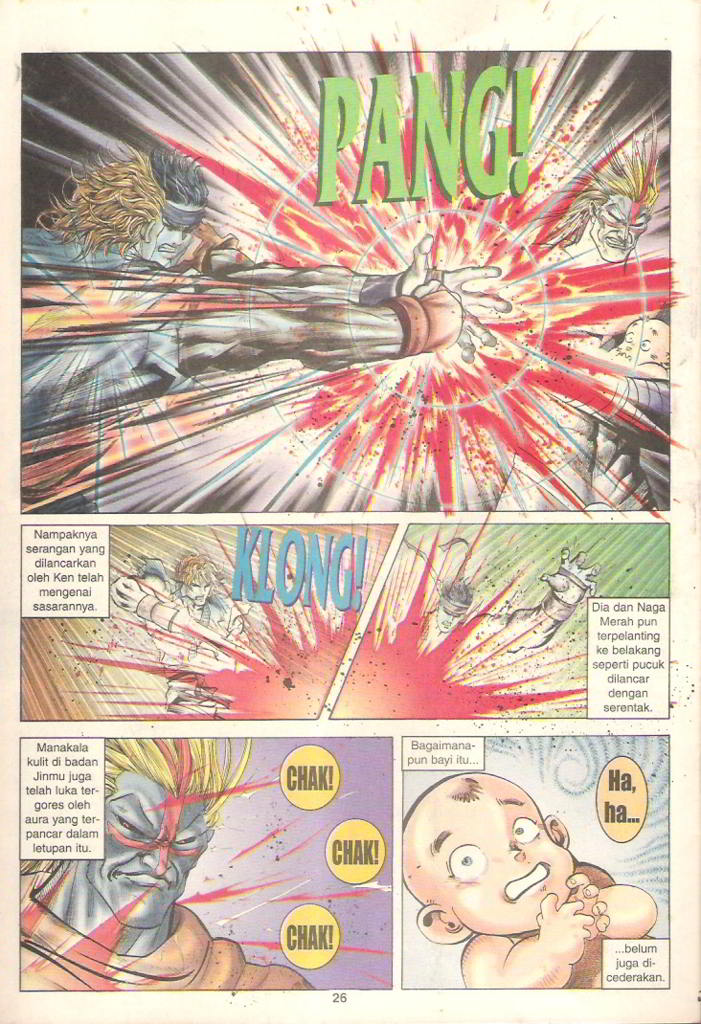 PANG!
Nampaknya
serangan yang
dilancarkan
oleh Ken telah
mengenai
sasarannya.
KLONG!
Dia dan Naga
Merah pun
terpelanting
ke belakang
seperti pucuk
dilancar
dengan
serentak.
Manakala
kulit di badan
Jinmu juga
telah luka ter-
gores oleh
aura yang ter-
pancar dalam
letupan itu.
CHAK!
CHAK!
CHAK!
Bagaimana-
pun bayi itu...
Ha,
ha...
...belum
juga di-
cederakan.
26